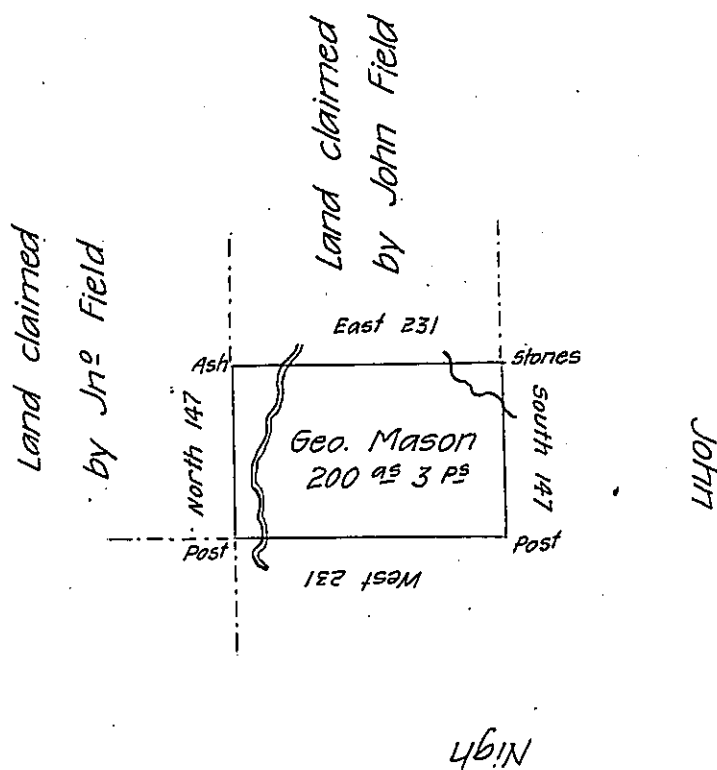 Land claimed
by John Field
Land claimed
by Jnº Field
East 231
Ash
Stones
North 147
Geo. Mason
200 as 3 ps
South 147
Post
Post
West 231
John
Nigh